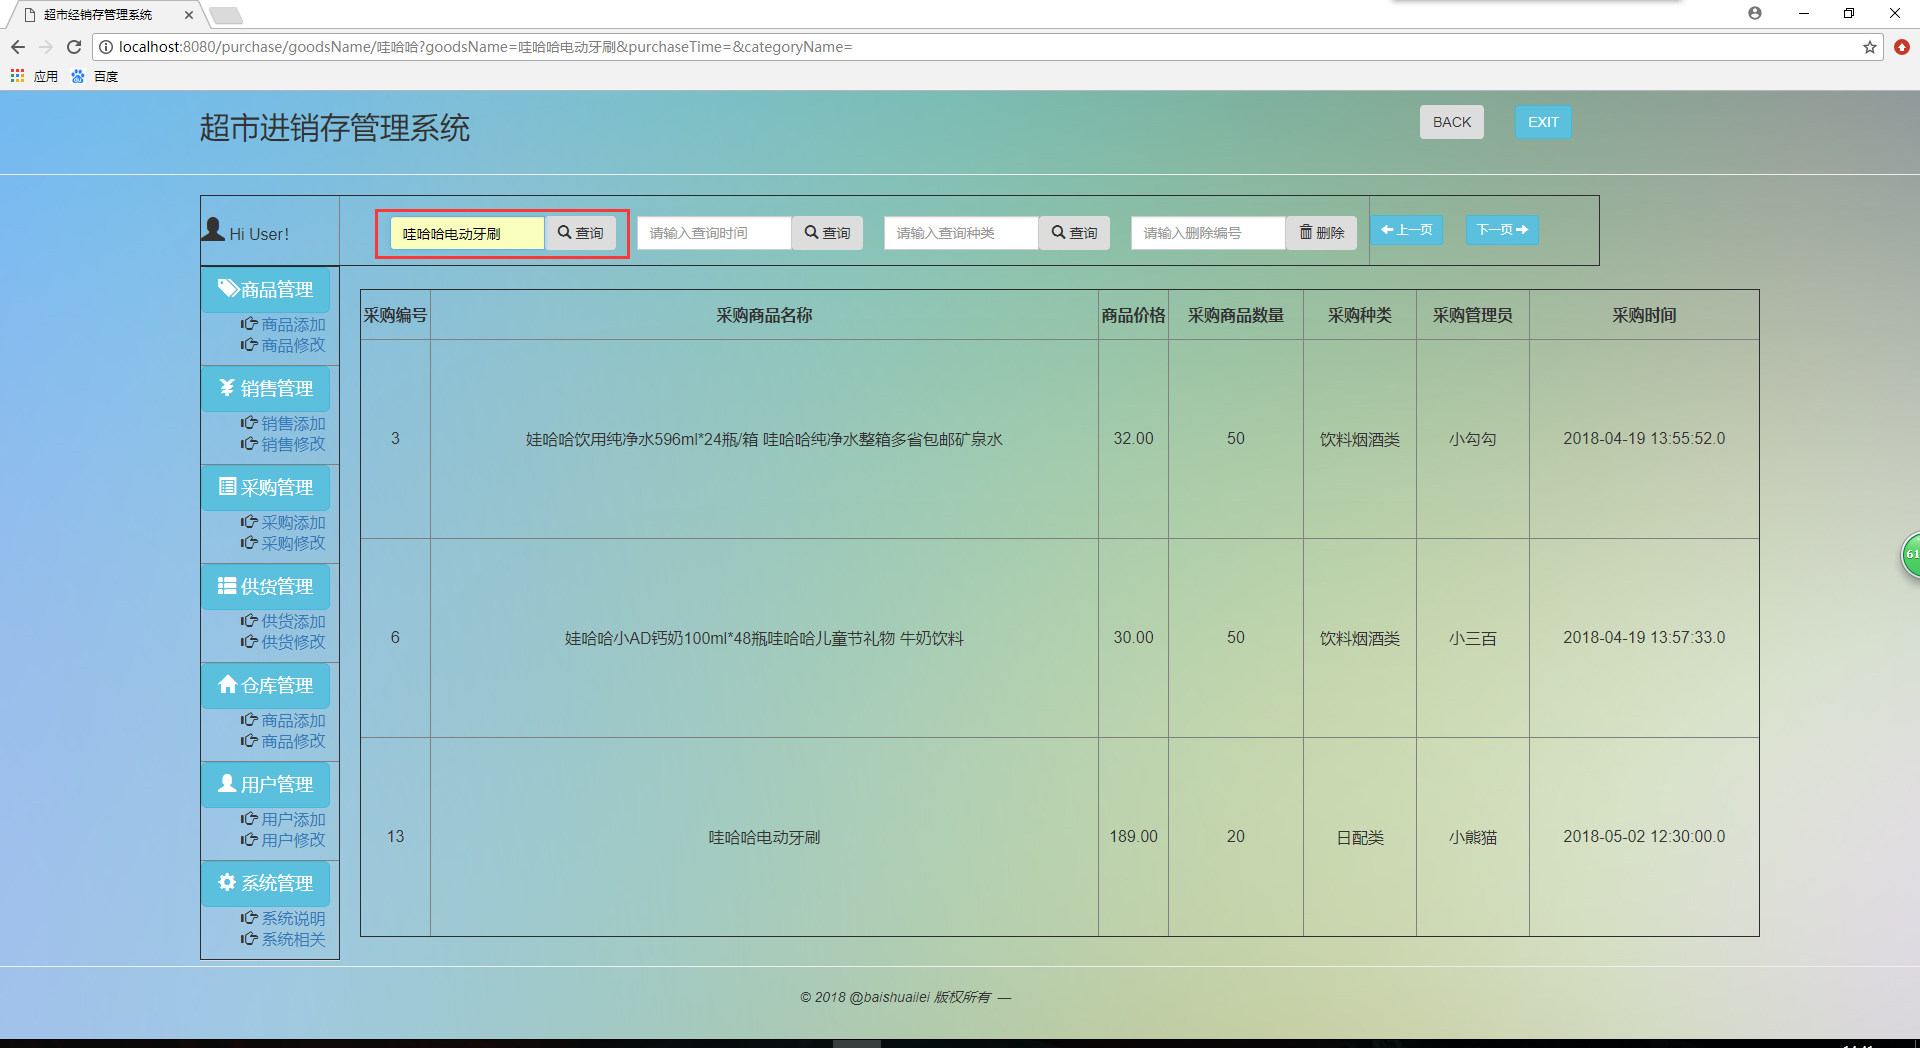 超市经销存管理系统
localhost:8080/purchase/goodsName/哇哈哈?goodsName=哇哈哈电动牙刷&purchaseTime=&categoryName=
应用 百度
超市进销存管理系统 BACK EXIT
Hi User! 哇哈哈电动牙刷 查询 请输入查询时间 查询 请输入查询种类 查询 请输入删除编号 删除 上一页 下一页
商品管理
商品添加
商品修改
销售管理
销售添加
销售修改
采购管理
采购添加
采购修改
供货管理
供货添加
供货修改
仓库管理
商品添加
商品修改
用户管理
用户添加
用户修改
系统管理
系统说明
系统相关
采购编号 采购商品名称 商品价格 采购商品数量 采购种类 采购管理员 采购时间
3 娃哈哈饮用纯净水596ml*24瓶/箱 哇哈哈纯净水整箱多省包邮矿泉水 32.00 50 饮料烟酒类 小勾勾 2018-04-19 13:55:52.0
6 娃哈哈小AD钙奶100ml*48瓶哇哈哈儿童节礼物 牛奶饮料 30.00 50 饮料烟酒类 小三百 2018-04-19 13:57:33.0
13 哇哈哈电动牙刷 189.00 20 日配类 小熊猫 2018-05-02 12:30:00.0
61
© 2018 @baishuailei 版权所有 —